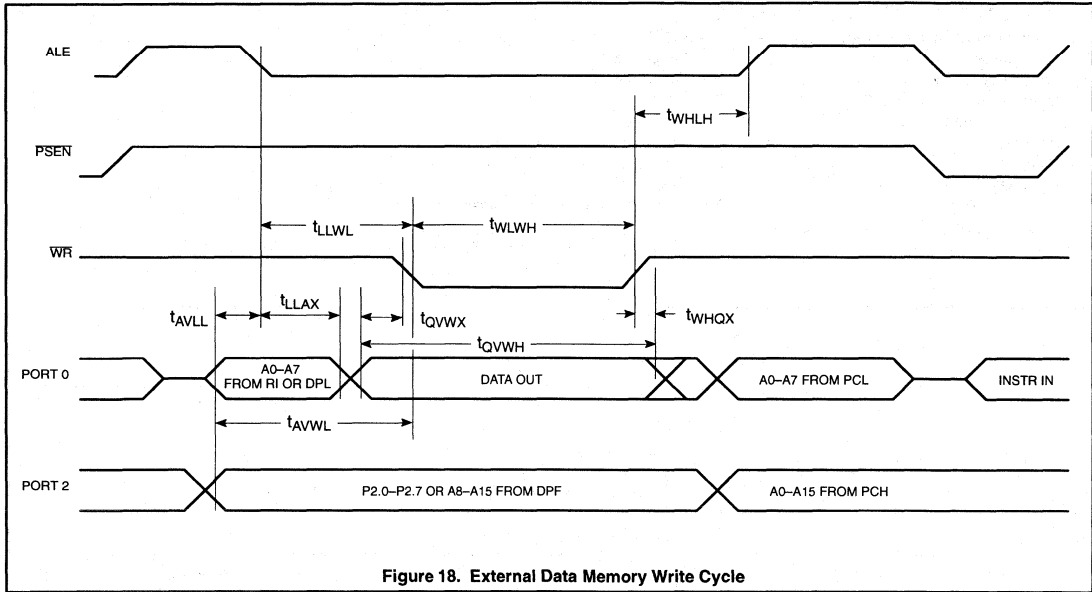 ALE
tWHLH
PSEN
tLLWL
tWLWH
WR
tAVLL
tLLAX
tQVWX
tWHQX
tQVWH
PORT 0
A0–A7
FROM RI OR DPL
DATA OUT
A0–A7 FROM PCL
INSTR IN
tAVWL
PORT 2
P2.0–P2.7 OR A8–A15 FROM DPF
A0–A15 FROM PCH
Figure 18. External Data Memory Write Cycle